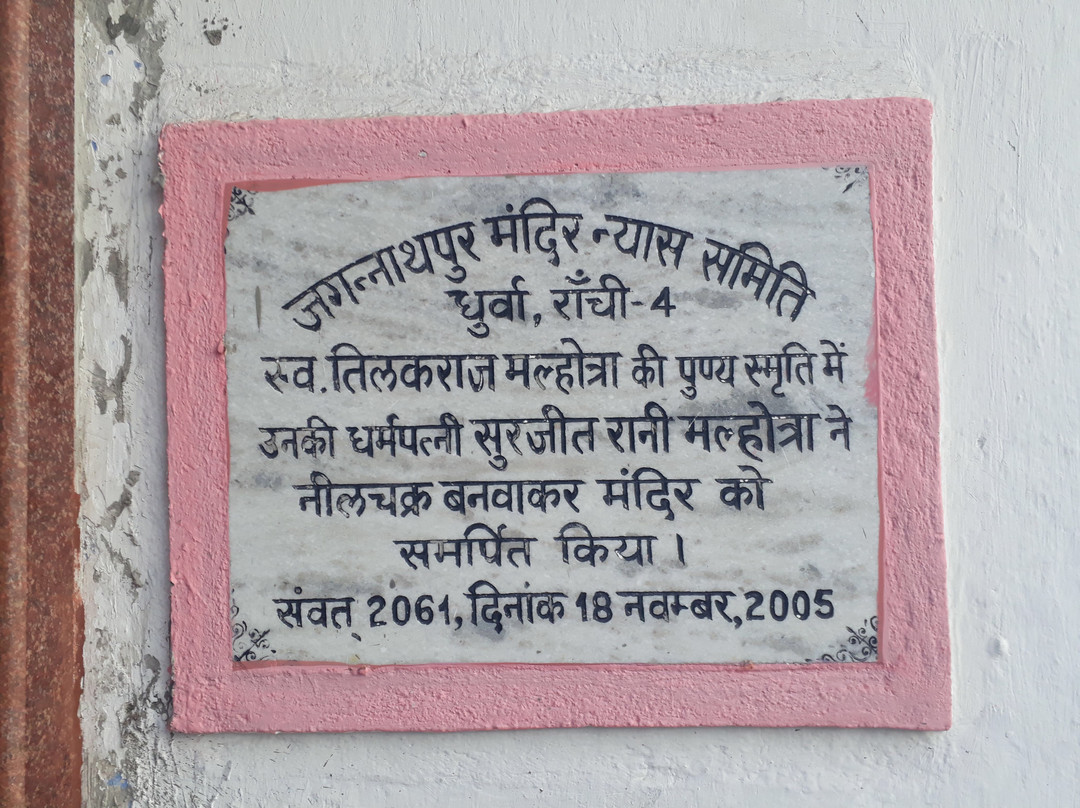 जगन्नाथपुर मंदिर न्यास समिति
धुर्वा, राँची-4
स्व. तिलकराज मल्होत्रा की पुण्य स्मृति में
उनकी धर्मपत्नी सुरजीत रानी मल्होत्रा ने
नीलचक्र बनवाकर मंदिर को
समर्पित किया।
संवत् 2061, दिनांक 18 नवम्बर, 2005